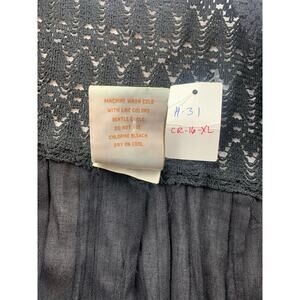 MACHINE WASH COLD
WITH LIKE COLORS
GENTLE CYCLE
DO NOT USE
CHLORINE BLEACH
DRY ON COOL
H-31
CR-16-XL